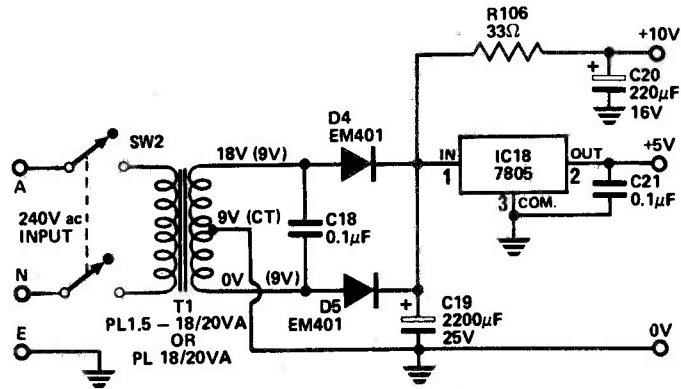 R106
33Ω
+10V
+
C20
220µF
16V
SW2
D4
EM401
18V (9V)
IN
1
IC18
7805
OUT
2
+5V
3
COM.
C21
0.1µF
A
240V ac
INPUT
9V (CT)
C18
0.1µF
N
0V (9V)
D5
EM401
+
C19
2200µF
25V
0V
E
T1
PL1.5 – 18/20VA
OR
PL 18/20VA